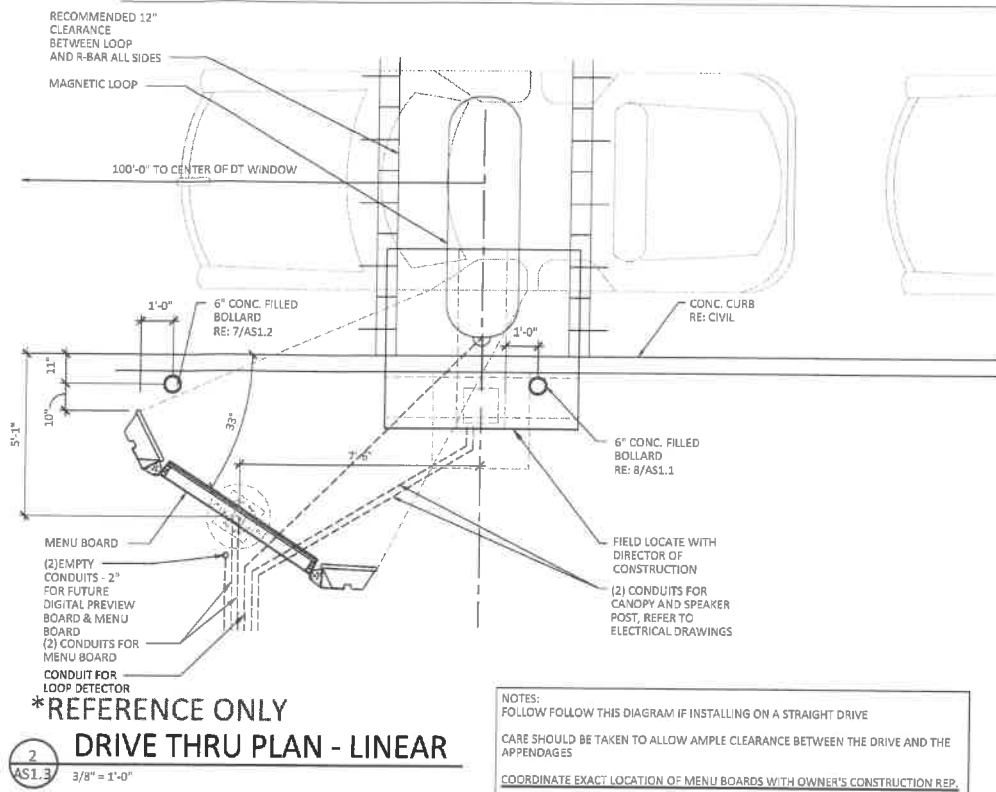 RECOMMENDED 12"
CLEARANCE
BETWEEN LOOP
AND R-BAR ALL SIDES
MAGNETIC LOOP
100'-0" TO CENTER OF DT WINDOW
1'-0"
6" CONC. FILLED
BOLLARD
RE: 7/AS1.2
CONC. CURB
RE: CIVIL
1'-0"
11"
10"
5'-1"
33°
7'-6"
6" CONC. FILLED
BOLLARD
RE: 8/AS1.1
MENU BOARD
(2)EMPTY
CONDUITS - 2"
FOR FUTURE
DIGITAL PREVIEW
BOARD & MENU
BOARD
(2) CONDUITS FOR
MENU BOARD
CONDUIT FOR
LOOP DETECTOR
FIELD LOCATE WITH
DIRECTOR OF
CONSTRUCTION
(2) CONDUITS FOR
CANOPY AND SPEAKER
POST, REFER TO
ELECTRICAL DRAWINGS
*REFERENCE ONLY
2
AS1.3
DRIVE THRU PLAN - LINEAR
3/8" = 1'-0"
NOTES:
FOLLOW FOLLOW THIS DIAGRAM IF INSTALLING ON A STRAIGHT DRIVE
CARE SHOULD BE TAKEN TO ALLOW AMPLE CLEARANCE BETWEEN THE DRIVE AND THE
APPENDAGES
COORDINATE EXACT LOCATION OF MENU BOARDS WITH OWNER'S CONSTRUCTION REP.